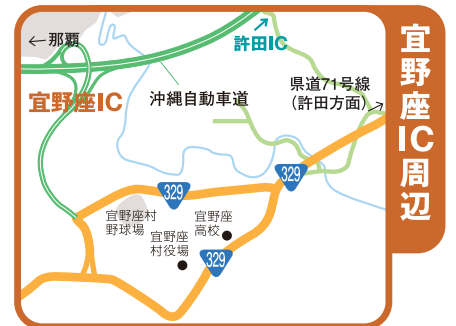 ←那覇
許田IC
宜野座IC
沖縄自動車道
県道71号線
（許田方面）
宜野座IC周辺
329
329
宜野座村
野球場
宜野座
高校
宜野座
村役場
329